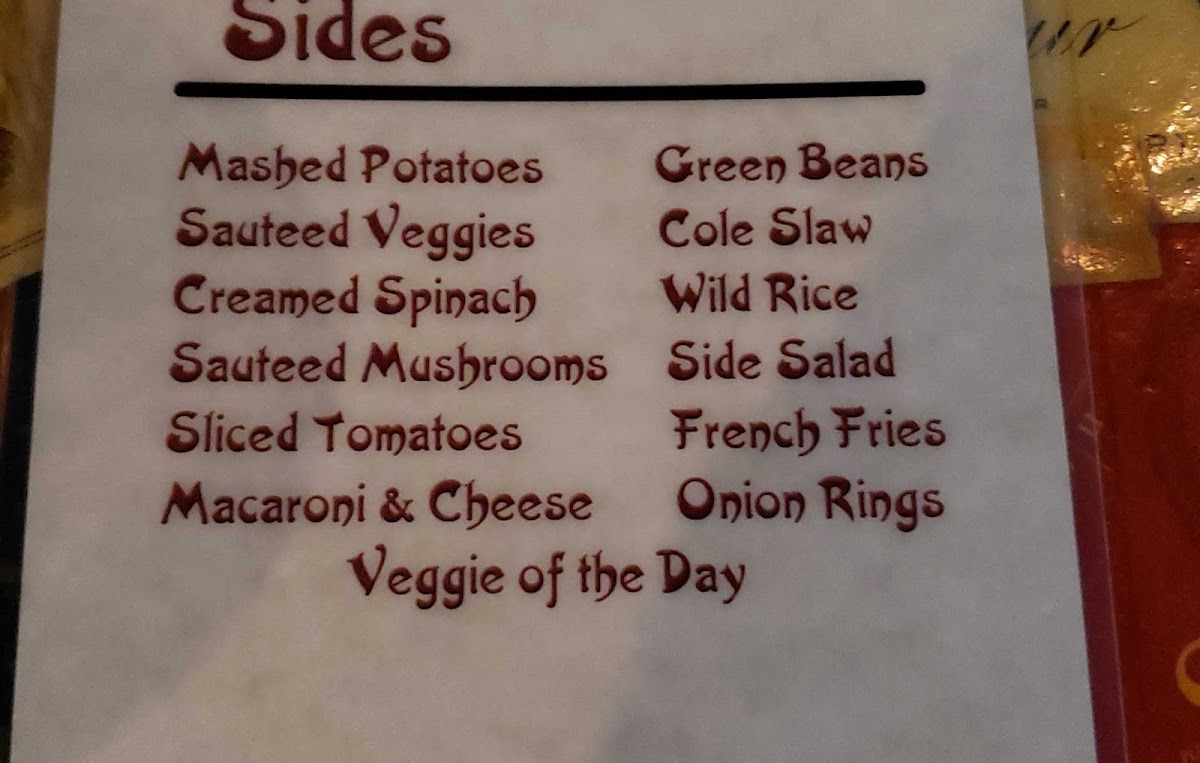 Sides
Mashed Potatoes
Sauteed Veggies
Creamed Spinach
Sauteed Mushrooms
Sliced Tomatoes
Macaroni & Cheese
Green Beans
Cole Slaw
Wild Rice
Side Salad
French Fries
Onion Rings
Veggie of the Day